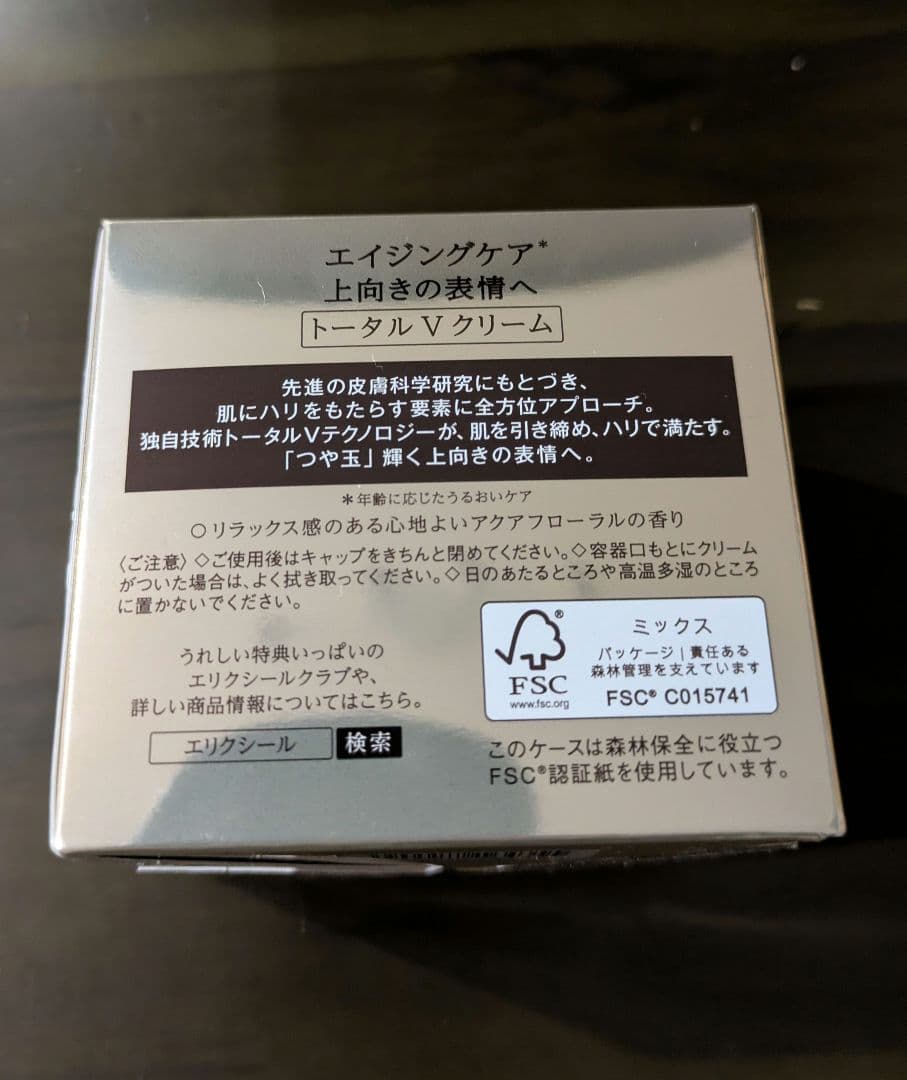 エイジングケア*
上向きの表情へ
トータル V クリーム
先進の皮膚科学研究にもとづき、
肌にハリをもたらす要素に全方位アプローチ。
独自技術トータルVテクノロジーが、肌を引き締め、ハリで満たす。
「つや玉」輝く上向きの表情へ。
*年齢に応じたうるおいケア
○リラックス感のある心地よいアクアフローラルの香り
〈ご注意〉◇ご使用後はキャップをきちんと閉めてください。◇容器口もとにクリーム
がついた場合は、よく拭き取ってください。◇日のあたるところや高温多湿のところ
に置かないでください。
うれしい特典いっぱいの
エリクシールクラブや、
詳しい商品情報についてはこちら。
エリクシール 検索
®
FSC
www.fsc.org
ミックス
パッケージ|責任ある
森林管理を支えています
FSC® C015741
このケースは森林保全に役立つ
FSC®認証紙を使用しています。